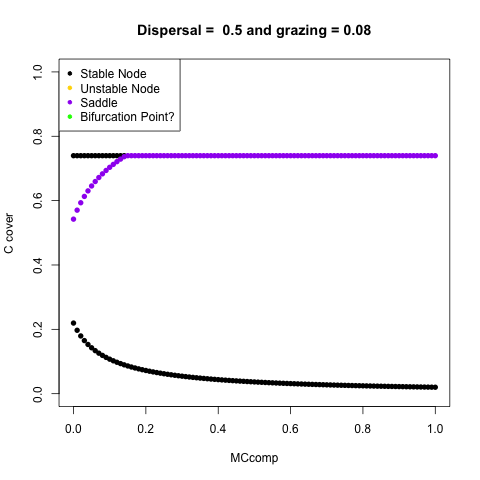 Dispersal =  0.5 and grazing = 0.08
Stable Node
Unstable Node
Saddle
Bifurcation Point?
1.0
0.8
0.6
0.4
0.2
0.0
C cover
0.0 0.2 0.4 0.6 0.8 1.0
MCcomp